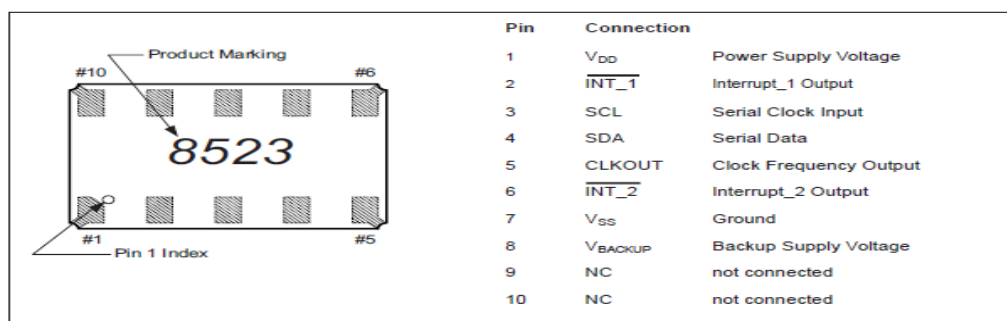 Product Marking
#10 #6
8523
#1 #5
Pin 1 Index
Pin Connection
1 VDD Power Supply Voltage
2 INT_1 Interrupt_1 Output
3 SCL Serial Clock Input
4 SDA Serial Data
5 CLKOUT Clock Frequency Output
6 INT_2 Interrupt_2 Output
7 VSS Ground
8 VBACKUP Backup Supply Voltage
9 NC not connected
10 NC not connected